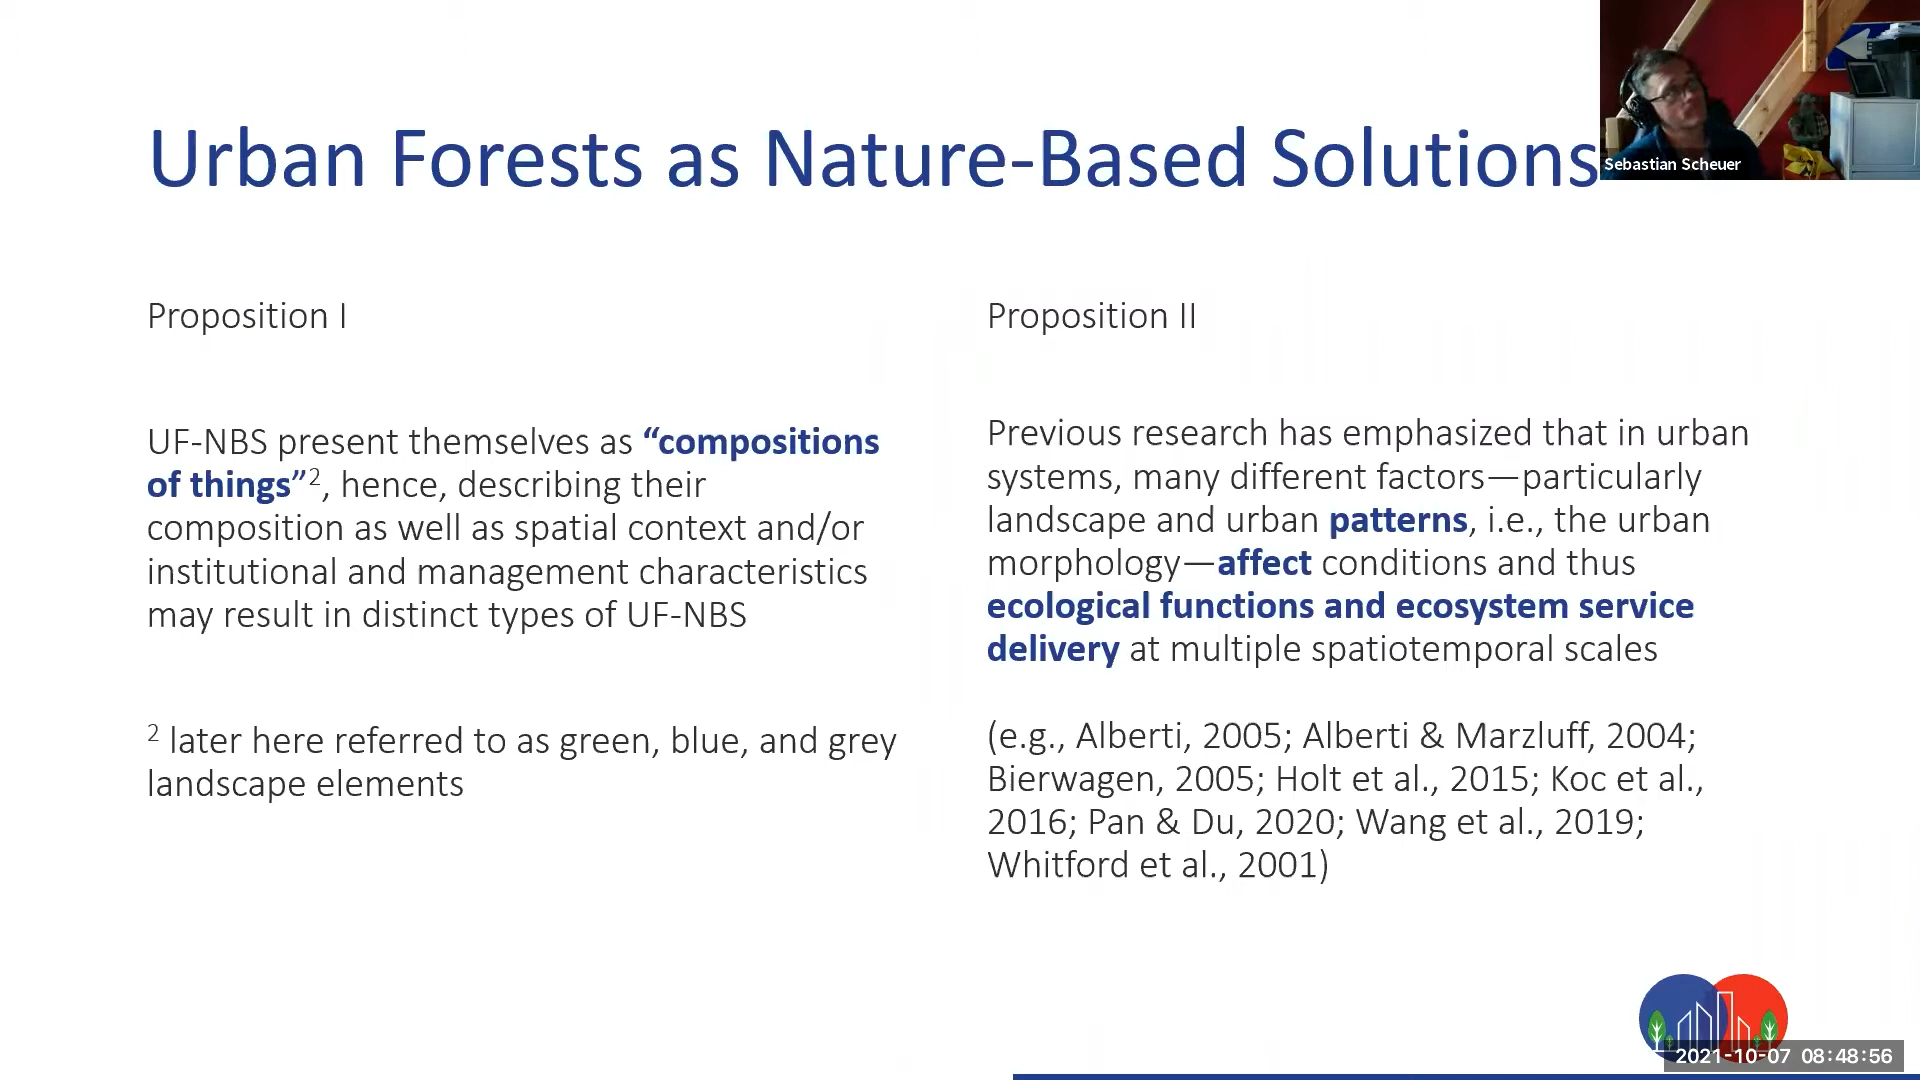 Urban Forests as Nature-Based Solutions
Sebastian Scheuer
Proposition I
UF-NBS present themselves as “compositions
of things”², hence, describing their
composition as well as spatial context and/or
institutional and management characteristics
may result in distinct types of UF-NBS
² later here referred to as green, blue, and grey
landscape elements
Proposition II
Previous research has emphasized that in urban
systems, many different factors—particularly
landscape and urban patterns, i.e., the urban
morphology—affect conditions and thus
ecological functions and ecosystem service
delivery at multiple spatiotemporal scales
(e.g., Alberti, 2005; Alberti & Marzluff, 2004;
Bierwagen, 2005; Holt et al., 2015; Koc et al.,
2016; Pan & Du, 2020; Wang et al., 2019;
Whitford et al., 2001)
2021-10-07 08:48:56